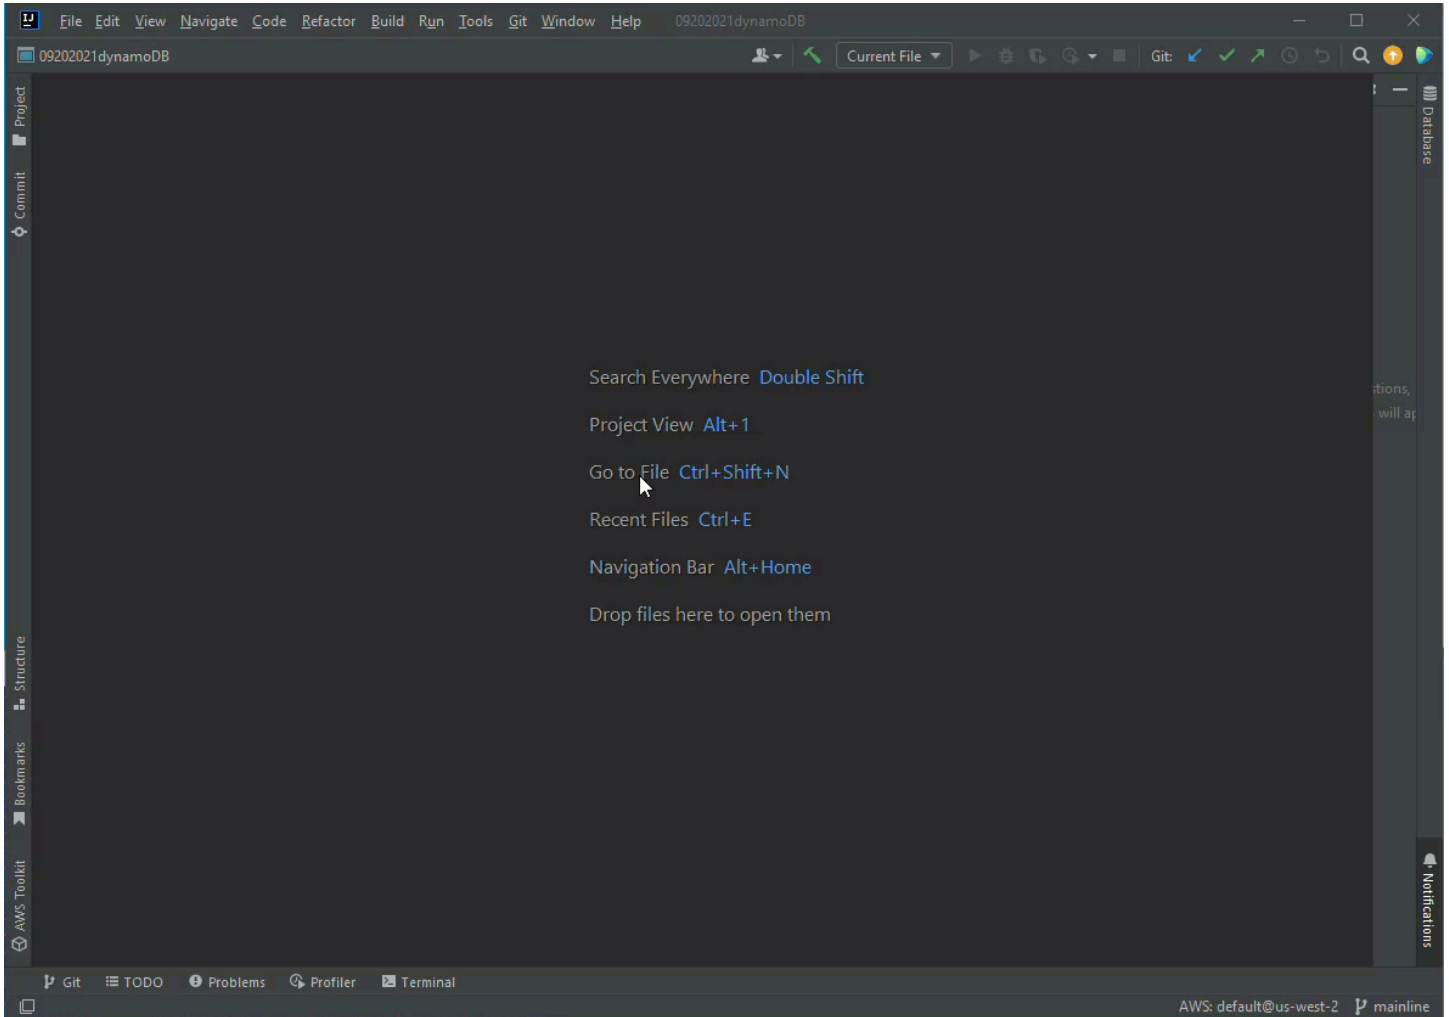 IJ File Edit View Navigate Code Refactor Build Run Tools Git Window Help 09202021dynamoDB
09202021dynamoDB Current File Git:
Project
Commit
Database
Search Everywhere Double Shift
Project View Alt+1
stions,
will ap
Go to File Ctrl+Shift+N
Recent Files Ctrl+E
Navigation Bar Alt+Home
Drop files here to open them
Structure
Bookmarks
AWS Toolkit
Notifications
Git TODO Problems Profiler Terminal
AWS: default@us-west-2 mainline